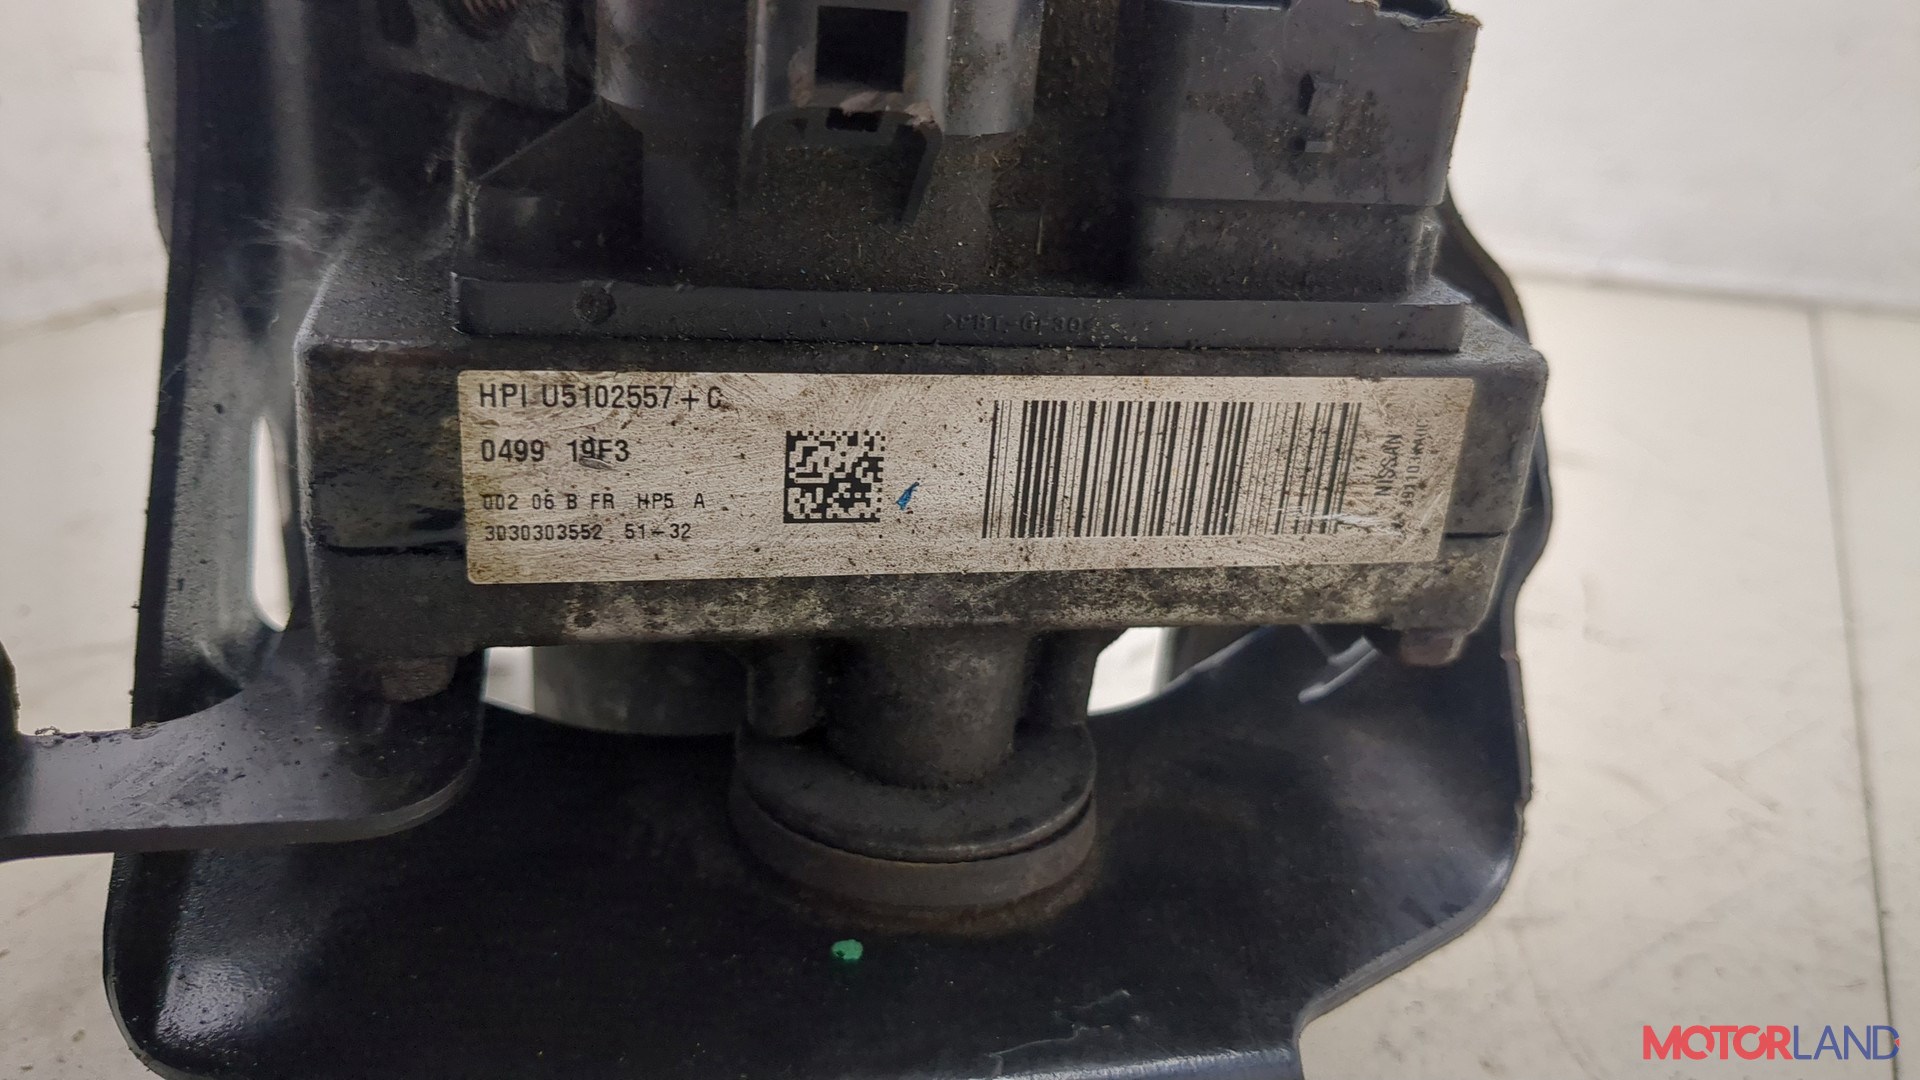 HPI U5102557 + C
0499 19F3
002 06 B FR HP5 A
3030303552 51-32
NISSAN
MOTORLAND